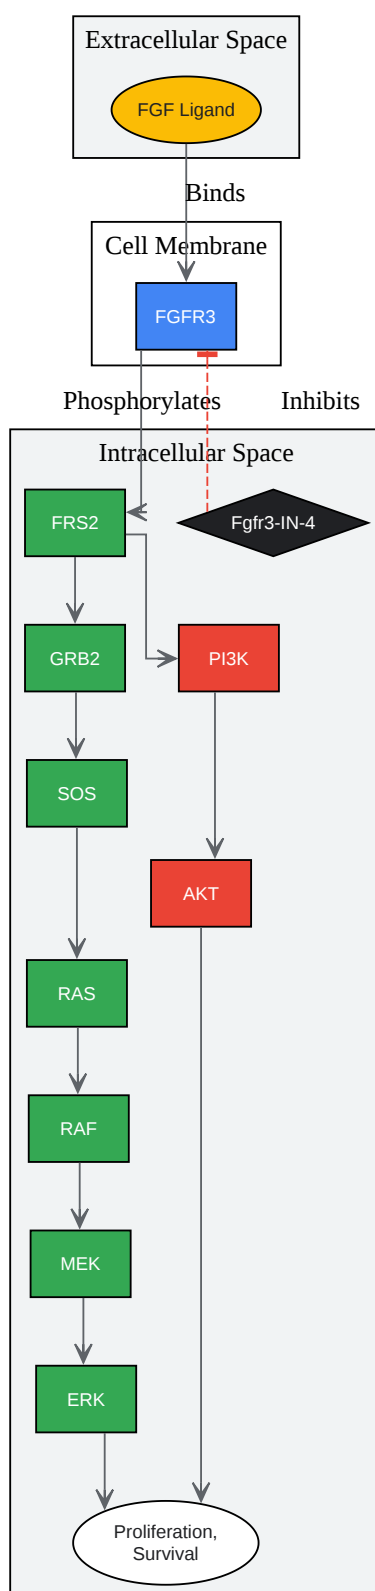 Extracellular Space
FGF Ligand
Binds
Cell Membrane
FGFR3
Phosphorylates
Inhibits
Intracellular Space
FRS2
Fgfr3-IN-4
GRB2
PI3K
SOS
AKT
RAS
RAF
MEK
ERK
Proliferation,
Survival